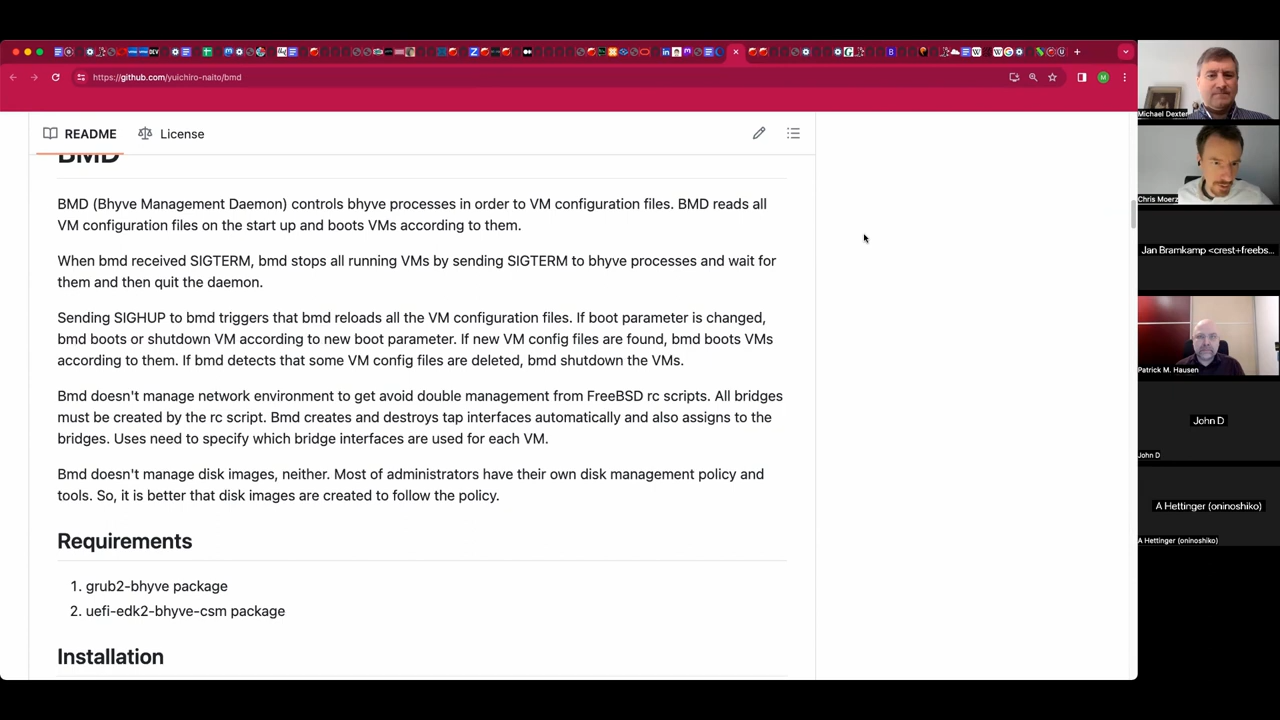 https://github.com/yuichiro-naito/bmd
M
README
License
BMD
BMD (Bhyve Management Daemon) controls bhyve processes in order to VM configuration files. BMD reads all
VM configuration files on the start up and boots VMs according to them.
When bmd received SIGTERM, bmd stops all running VMs by sending SIGTERM to bhyve processes and wait for
them and then quit the daemon.
Sending SIGHUP to bmd triggers that bmd reloads all the VM configuration files. If boot parameter is changed,
bmd boots or shutdown VM according to new boot parameter. If new VM config files are found, bmd boots VMs
according to them. If bmd detects that some VM config files are deleted, bmd shutdown the VMs.
Bmd doesn't manage network environment to get avoid double management from FreeBSD rc scripts. All bridges
must be created by the rc script. Bmd creates and destroys tap interfaces automatically and also assigns to the
bridges. Uses need to specify which bridge interfaces are used for each VM.
Bmd doesn't manage disk images, neither. Most of administrators have their own disk management policy and
tools. So, it is better that disk images are created to follow the policy.
Requirements
1. grub2-bhyve package
2. uefi-edk2-bhyve-csm package
Installation
Michael Dexter
Chris Moerz
Jan Bramkamp <crest+freebs...
Patrick M. Hausen
John D
John D
A Hettinger (oninoshiko)
A Hettinger (oninoshiko)